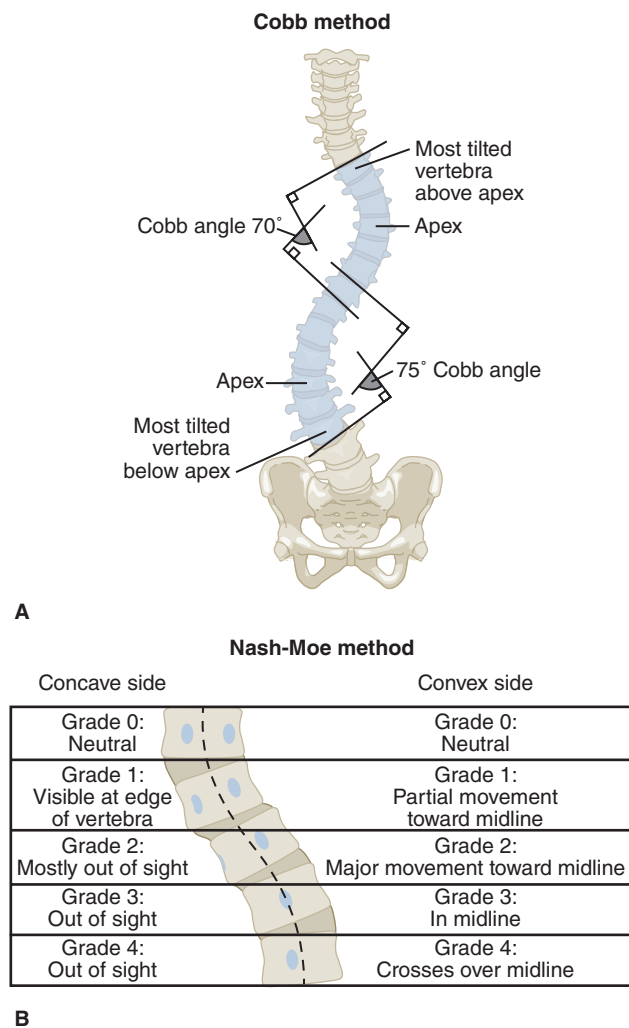 Cobb method
Most tilted
vertebra
above apex
Cobb angle 70°
Apex
75° Cobb angle
Apex
Most tilted
vertebra
below apex
A
Nash-Moe method
Concave side
Convex side
Grade 0:
Neutral
Grade 0:
Neutral
Grade 1:
Visible at edge
of vertebra
Grade 1:
Partial movement
toward midline
Grade 2:
Mostly out of sight
Grade 2:
Major movement toward midline
Grade 3:
Out of sight
Grade 3:
In midline
Grade 4:
Out of sight
Grade 4:
Crosses over midline
B